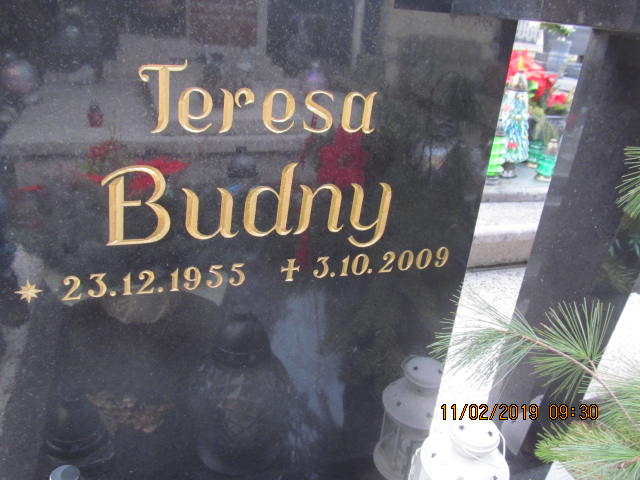 Teresa
Budny
* 23.12.1955 ✝ 3.10.2009
11/02/2019 09:30